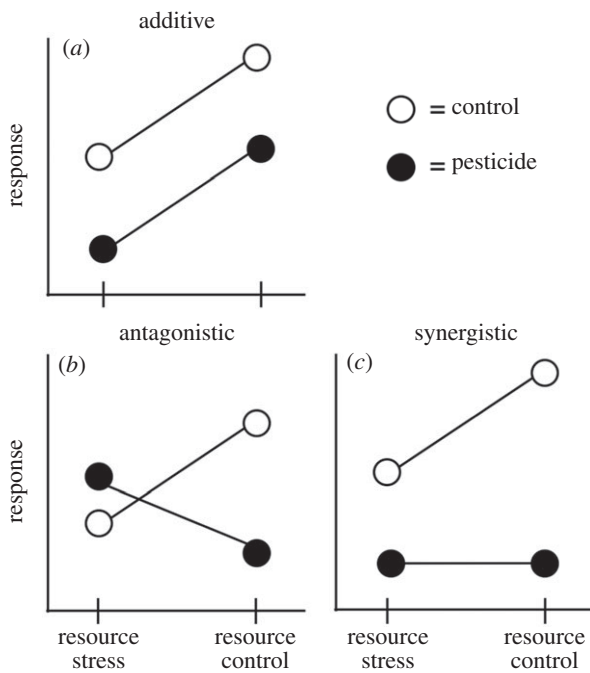 additive
(a)
response
= control
= pesticide
antagonistic
(b)
response
resource
stress
resource
control
synergistic
(c)
resource
stress
resource
control